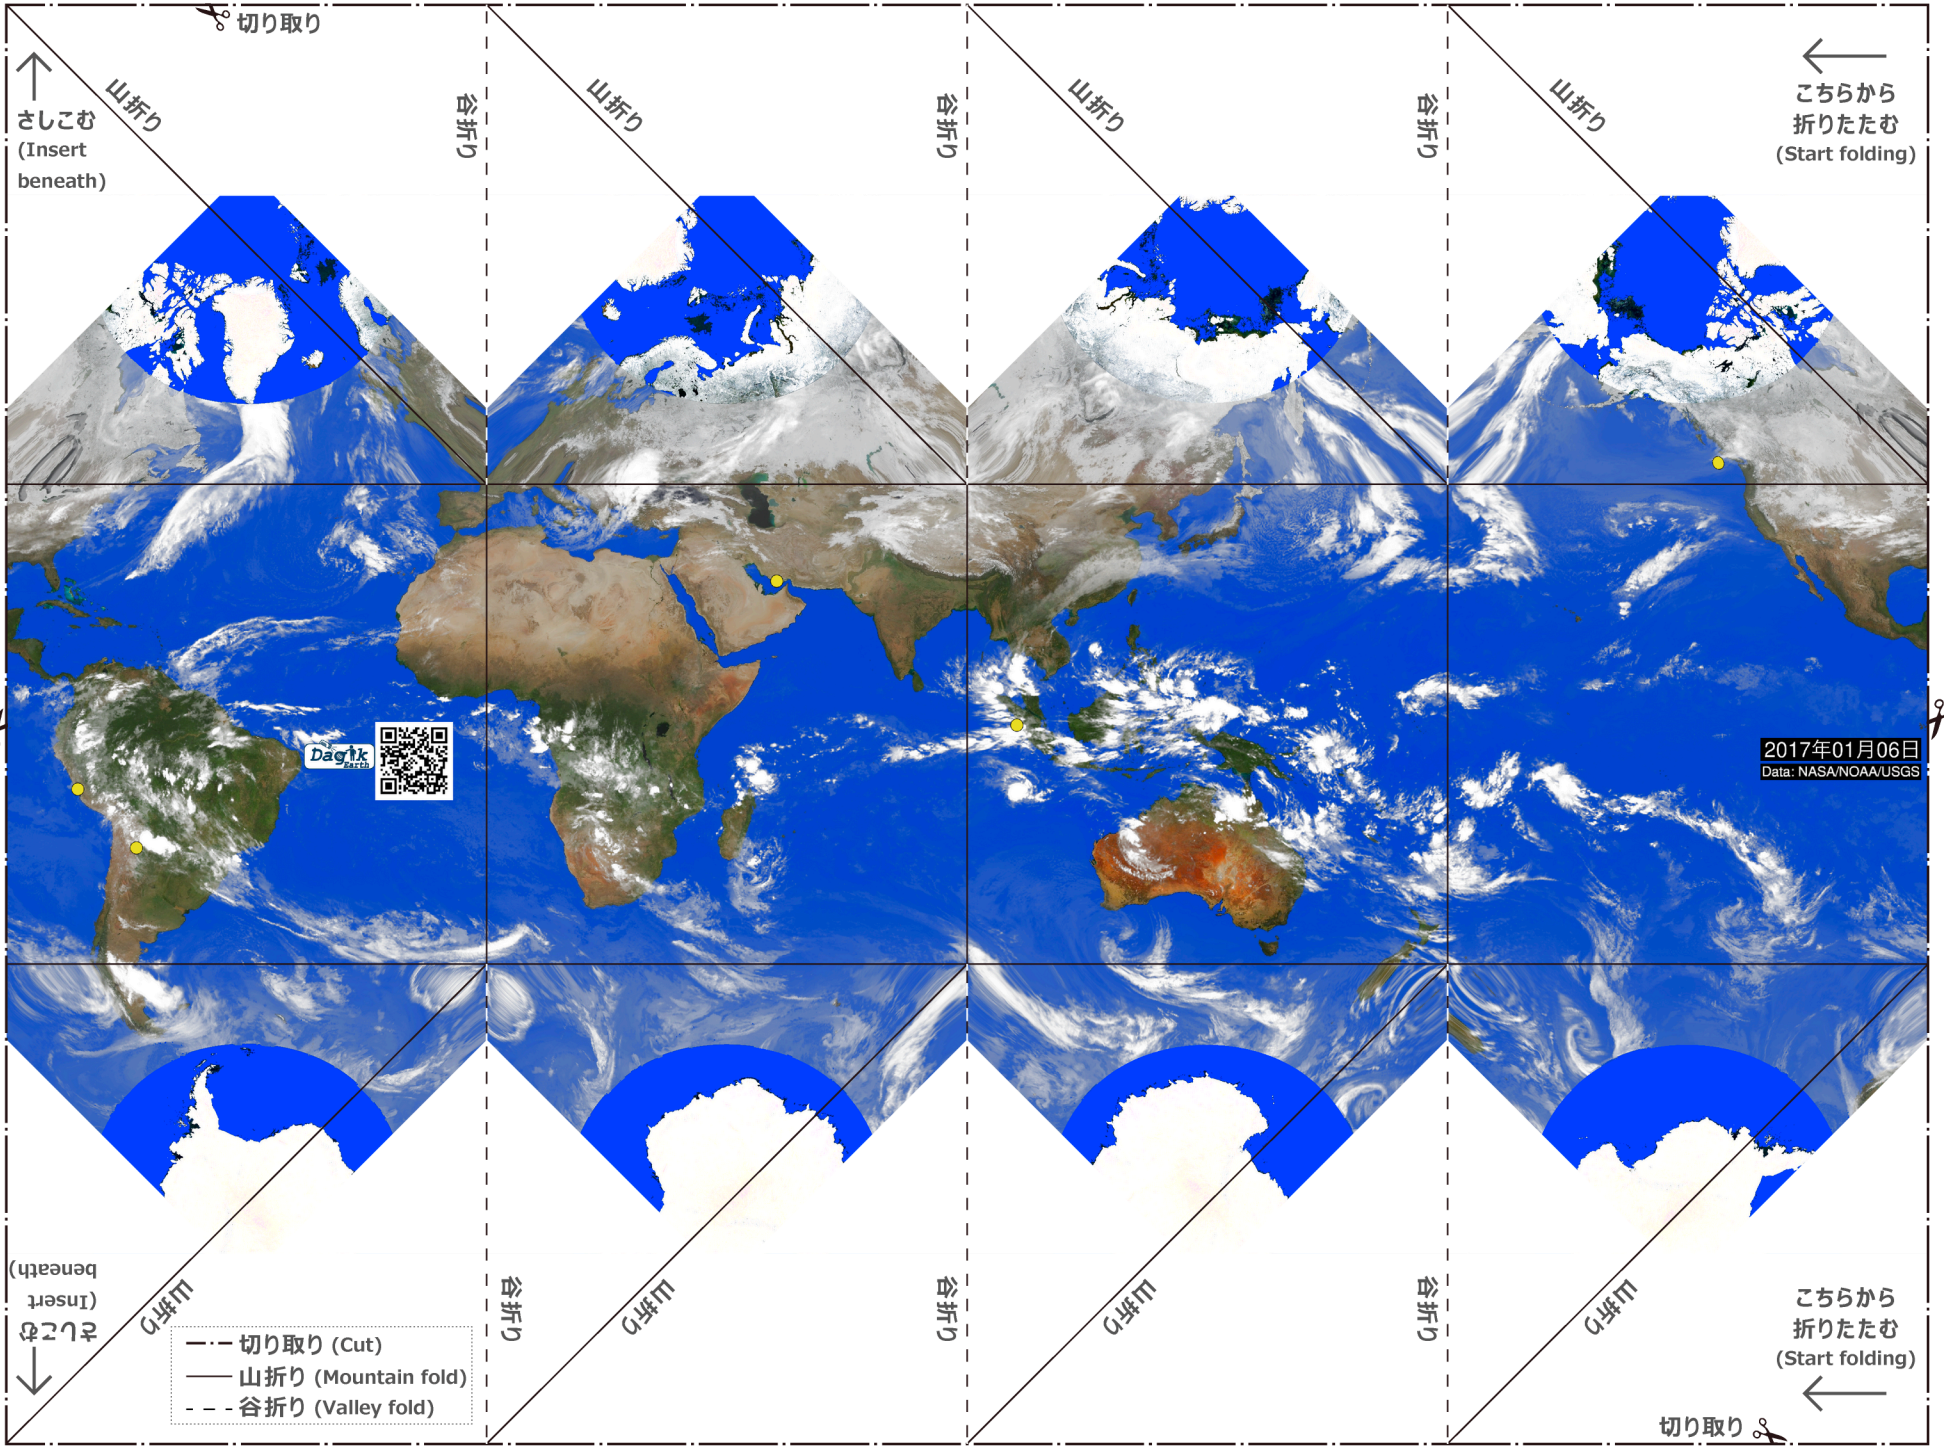 切り取り
山折り
谷折り
山折り
谷折り
山折り
谷折り
山折り
さしこむ
(Insert
beneath)
こちらから
折りたたむ
(Start folding)
Dagik
Earth
2017年01月06日
Data: NASA/NOAA/USGS
さしこむ
(Insert
beneath)
山折り
谷折り
山折り
谷折り
山折り
谷折り
山折り
切り取り (Cut)
山折り (Mountain fold)
谷折り (Valley fold)
こちらから
折りたたむ
(Start folding)
切り取り